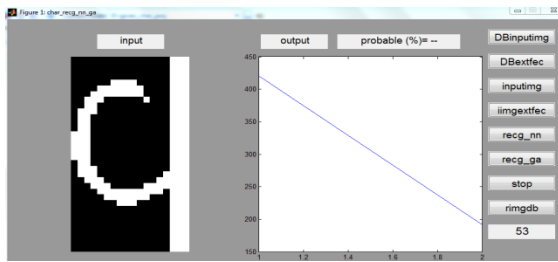 Figure 1: char_recg_nn_ga
input
output
probable (%)= --
DBinputimg
DBextfec
inputimg
iimgextfec
recg_nn
recg_ga
stop
rimgdb
53
450
400
350
300
250
200
150
1
1.2
1.4
1.6
1.8
2